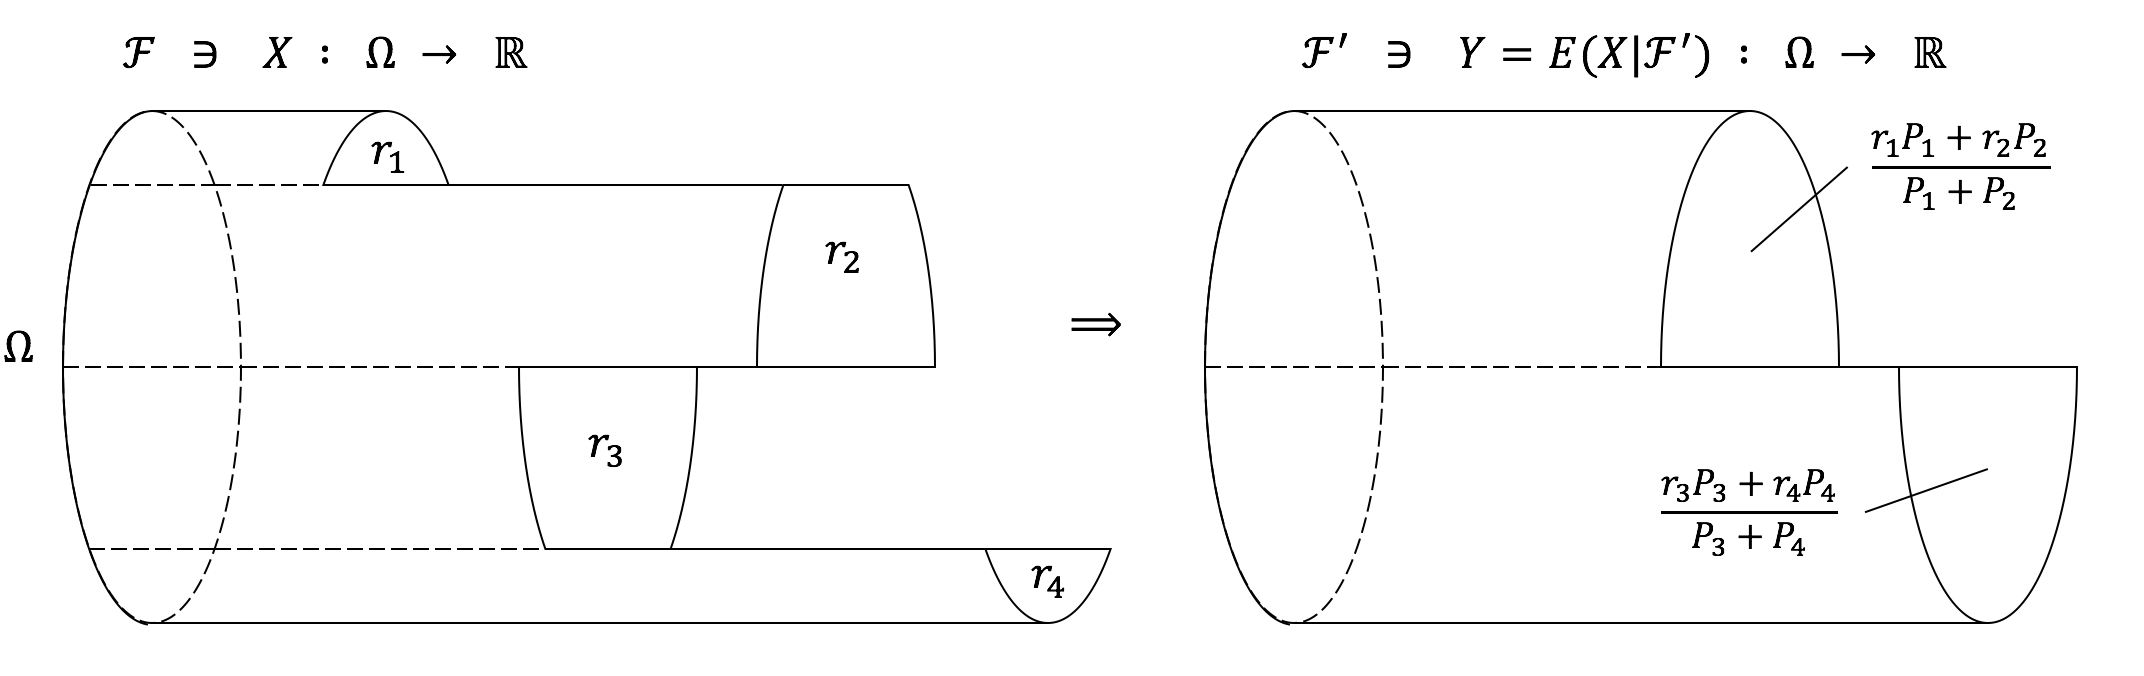 ℱ ∋ X : Ω → ℝ
ℱ′ ∋ Y = E(X|ℱ′) : Ω → ℝ
r₁
r₂
r₃
r₄
Ω
⟹
r₁P₁ + r₂P₂
P₁ + P₂
r₃P₃ + r₄P₄
P₃ + P₄